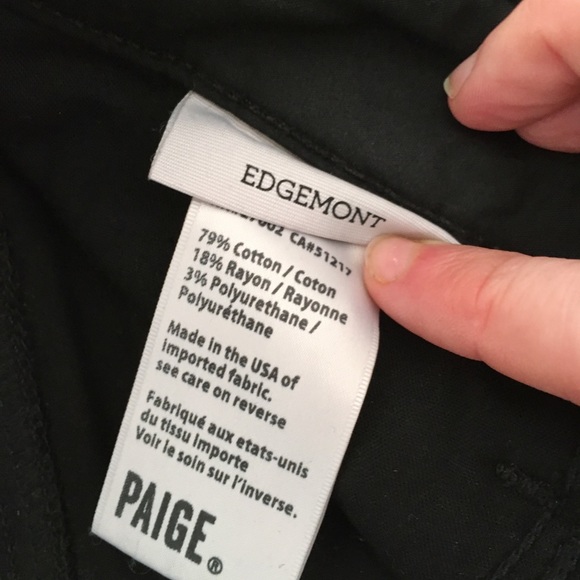 EDGEMONT
CA#51217
79% Cotton / Coton
18% Rayon / Rayonne
3% Polyurethane /
Polyuréthane
Made in the USA of
imported fabric.
see care on reverse
Fabriqué aux etats-unis
du tissu importe
Voir le soin sur l'inverse.
PAIGE®